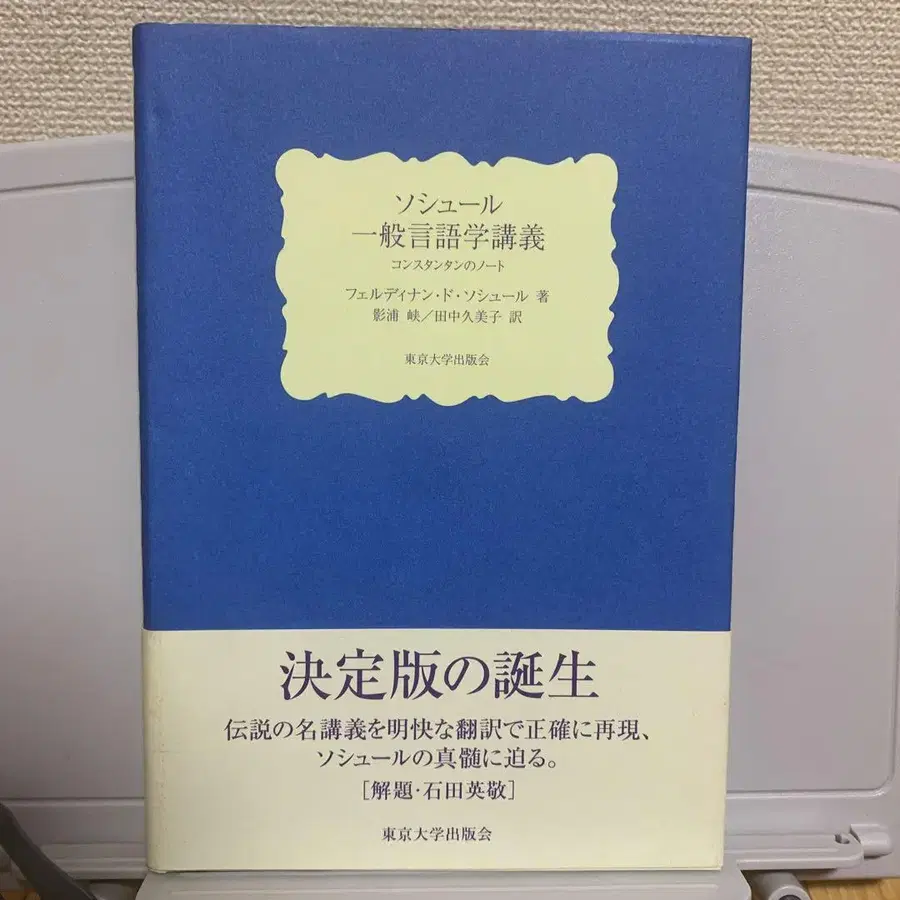 ソシュール
一般言語学講義
コンスタンタンのノート
フェルディナン・ド・ソシュール 著
影浦 峡／田中久美子 訳
東京大学出版会
決定版の誕生
伝説の名講義を明快な翻訳で正確に再現、
ソシュールの真髄に迫る。
［解題・石田英敬］
東京大学出版会